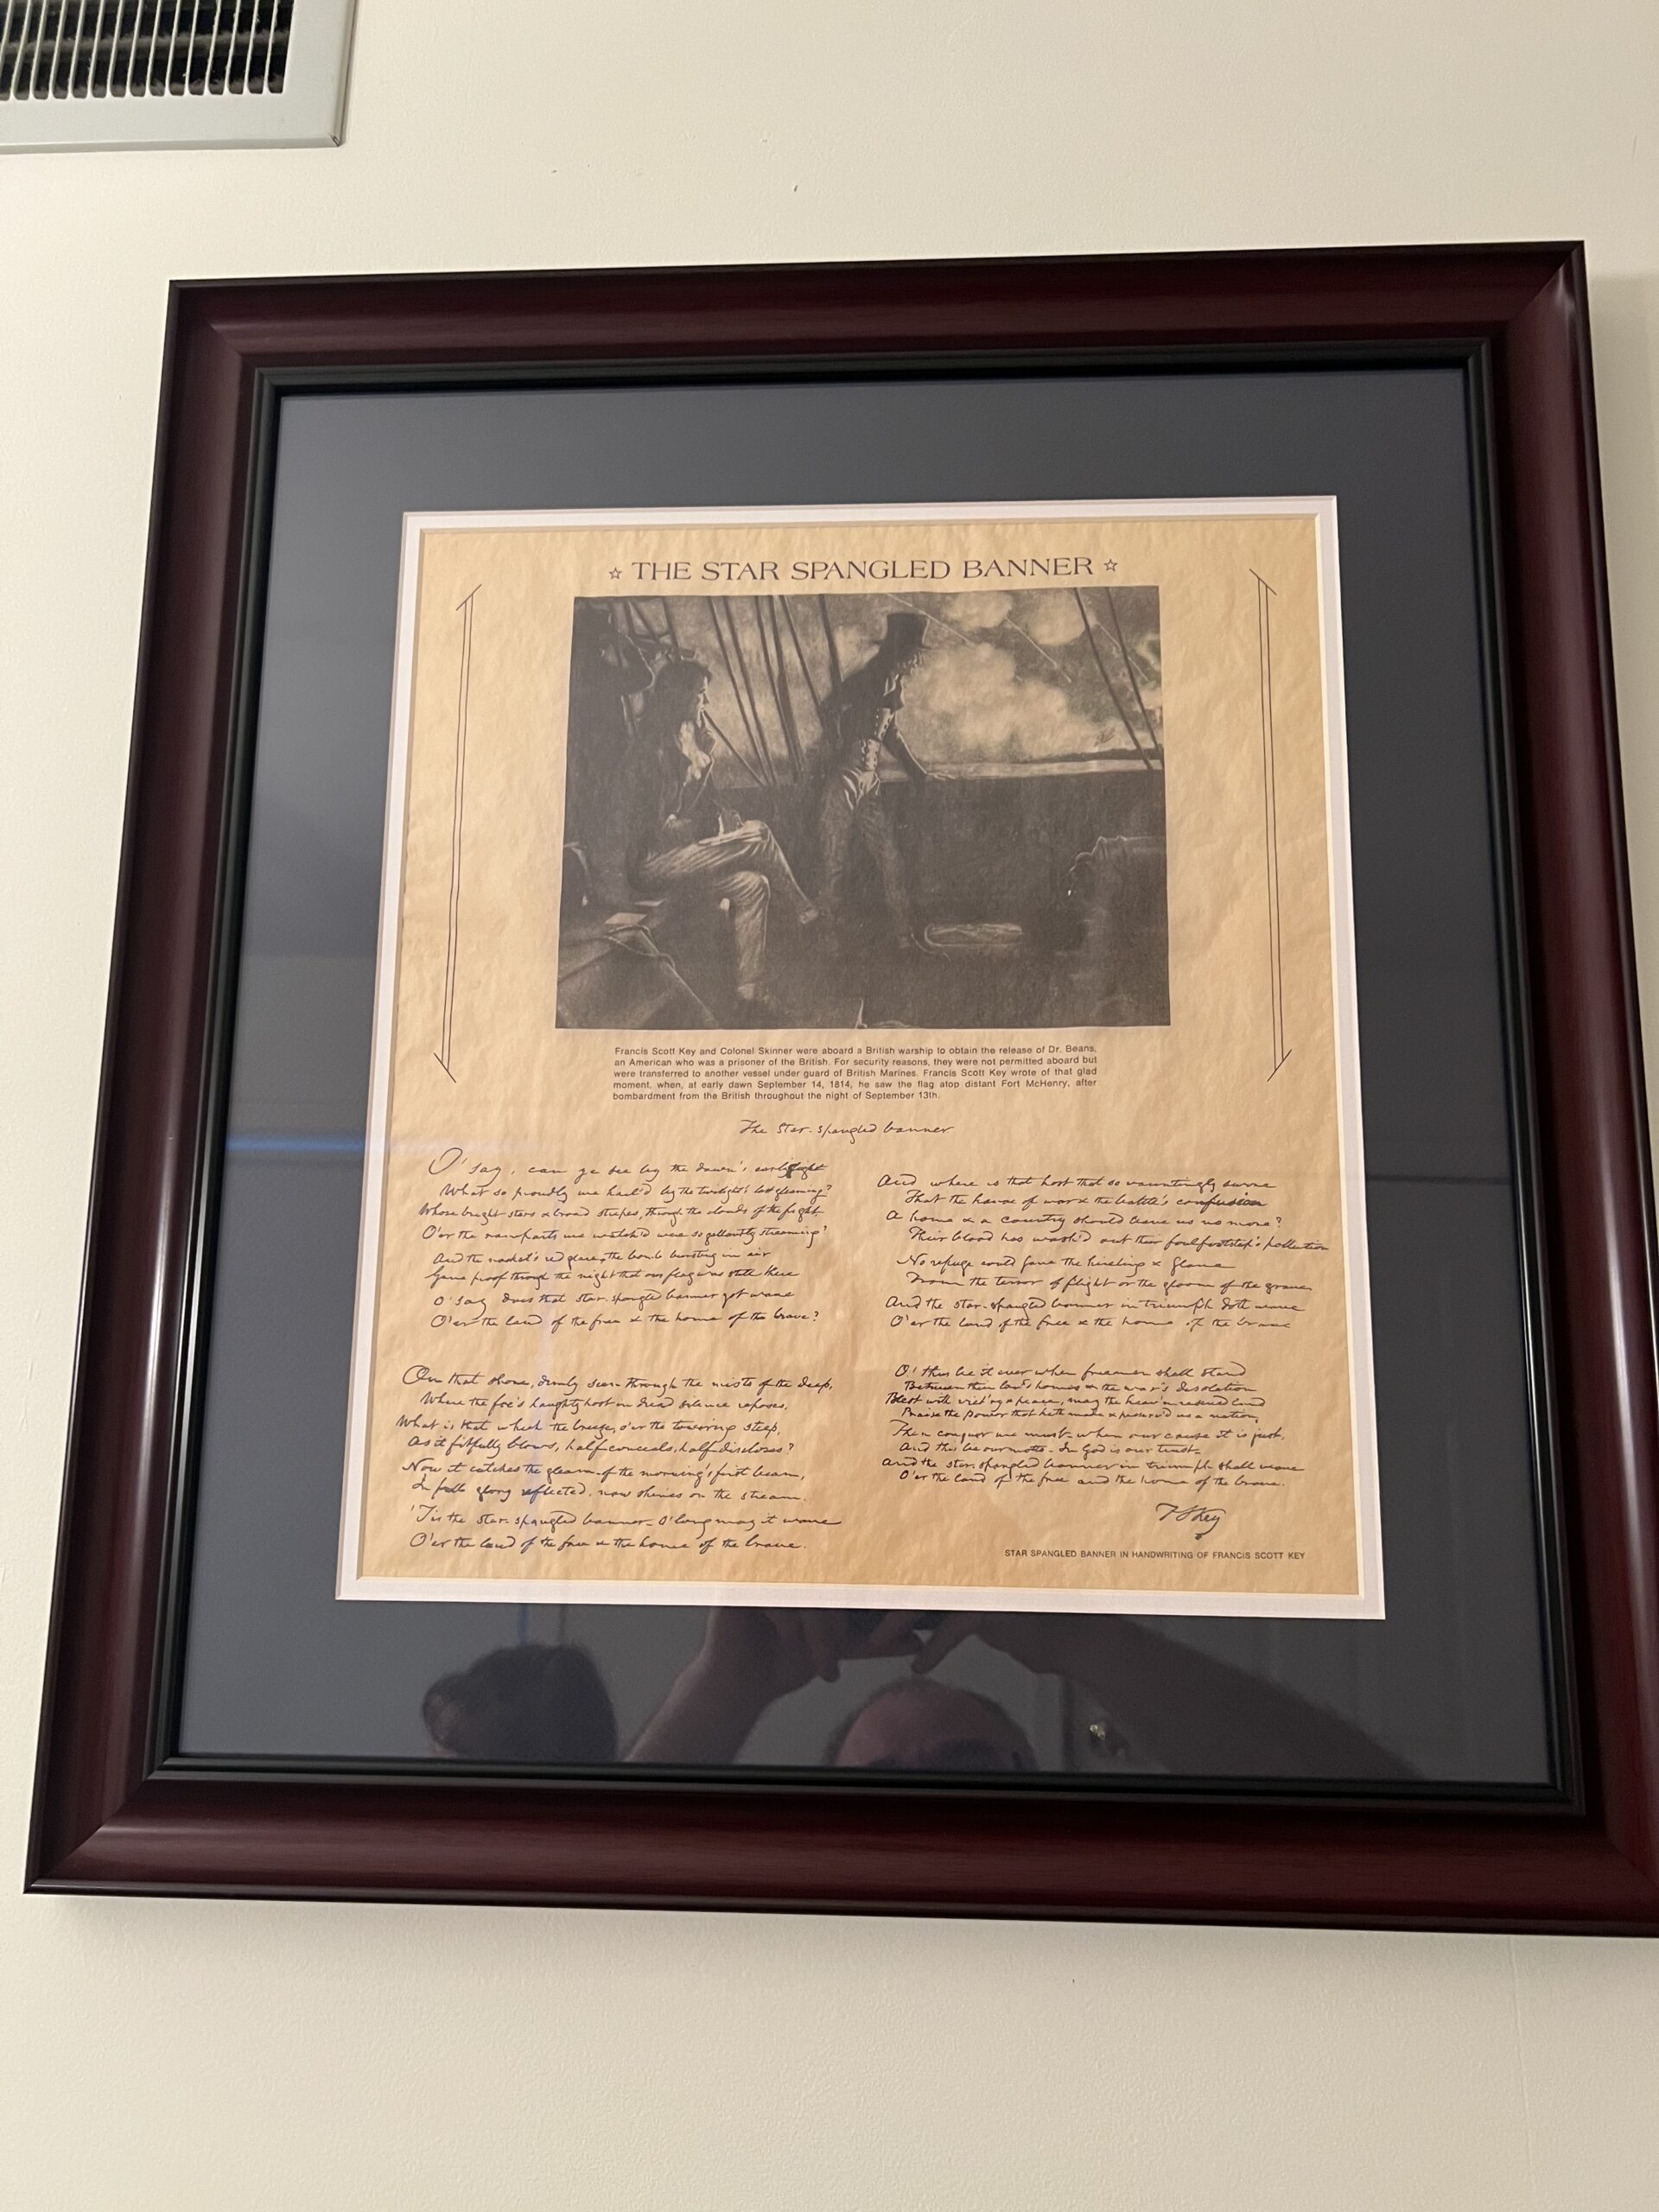 ☆ THE STAR SPANGLED BANNER ☆
Francis Scott Key and Colonel Skinner were aboard a British warship to obtain the release of Dr. Beans,
an American who was a prisoner of the British. For security reasons, they were not permitted aboard but
were transferred to another vessel under guard of British Marines. Francis Scott Key wrote of that glad
moment, when, at early dawn September 14, 1814, he saw the flag atop distant Fort McHenry, after
bombardment from the British throughout the night of September 13th.
The Star-spangled banner
O' say, can ye see by the dawn's early light
What so proudly we hail'd by the twilight's last gleaming?
Whose bright stars & broad stripes, through the clouds of the fight
O'er the ramparts we watch'd were so gallantly streaming?
And the rocket's red glare, the bomb bursting in air
Gave proof through the night that our flag was still there
O' say does that star-spangled banner yet wave
O'er the land of the free & the home of the brave?
On that shore, dimly seen through the mists of the deep,
Where the foe's haughty host in dread silence reposes,
What is that which the breeze, o'er the towering steep,
As it fitfully blows, half-conceals, half-discloses?
Now it catches the gleam of the morning's first beam,
In full glory reflected, now shines on the stream.
'Tis the star-spangled banner - O' long may it wave
O'er the land of the free & the home of the brave.
And where is that host that so vauntingly swore
That the havoc of war & the battle's confusion
A home & a country should leave us no more?
Their blood has wash'd out their foul footstep's pollution
No refuge could save the hireling & slave
From the terror of flight or the gloom of the grave
And the star-spangled banner in triumph doth wave
O'er the land of the free & the home of the brave
O! thus be it ever when freemen shall stand
Between their lov'd homes & the war's desolation
Blest with vict'ry & peace, may the heav'n rescued land
Praise the power that hath made & preserv'd us a nation,
Then conquer we must - when our cause it is just,
And this be our motto - In God is our trust -
And the star-spangled banner in triumph shall wave
O'er the land of the free and the home of the brave.
F S Key
STAR SPANGLED BANNER IN HANDWRITING OF FRANCIS SCOTT KEY